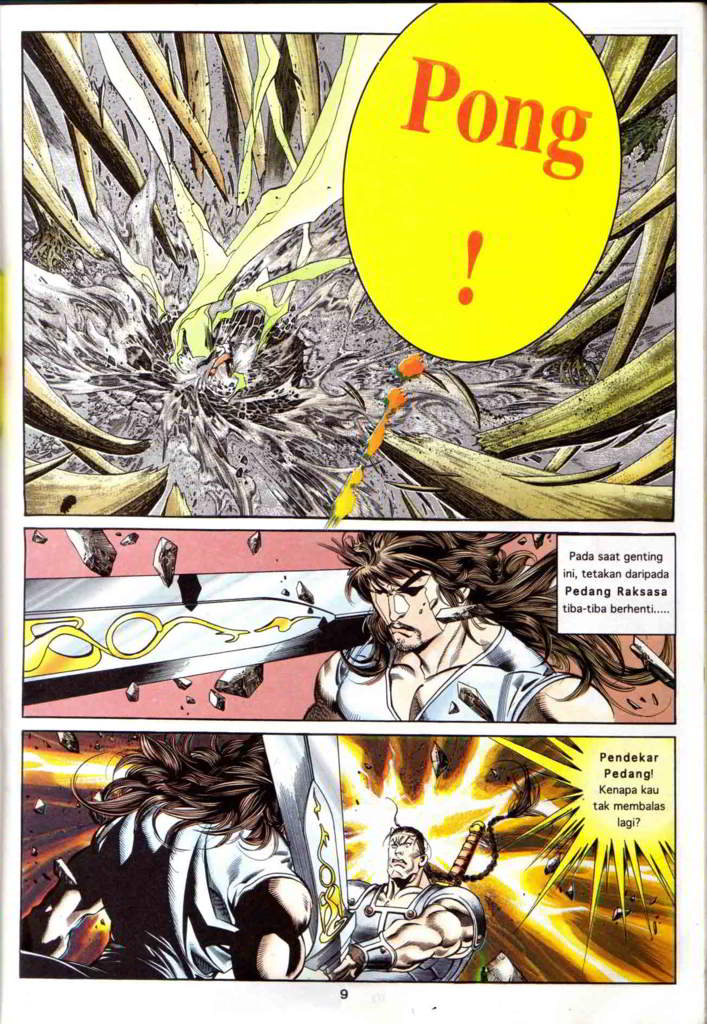 Pong
!
Pada saat genting
ini, tetakan daripada
Pedang Raksasa
tiba-tiba berhenti.....
Pendekar
Pedang!
Kenapa kau
tak membalas
lagi?
9